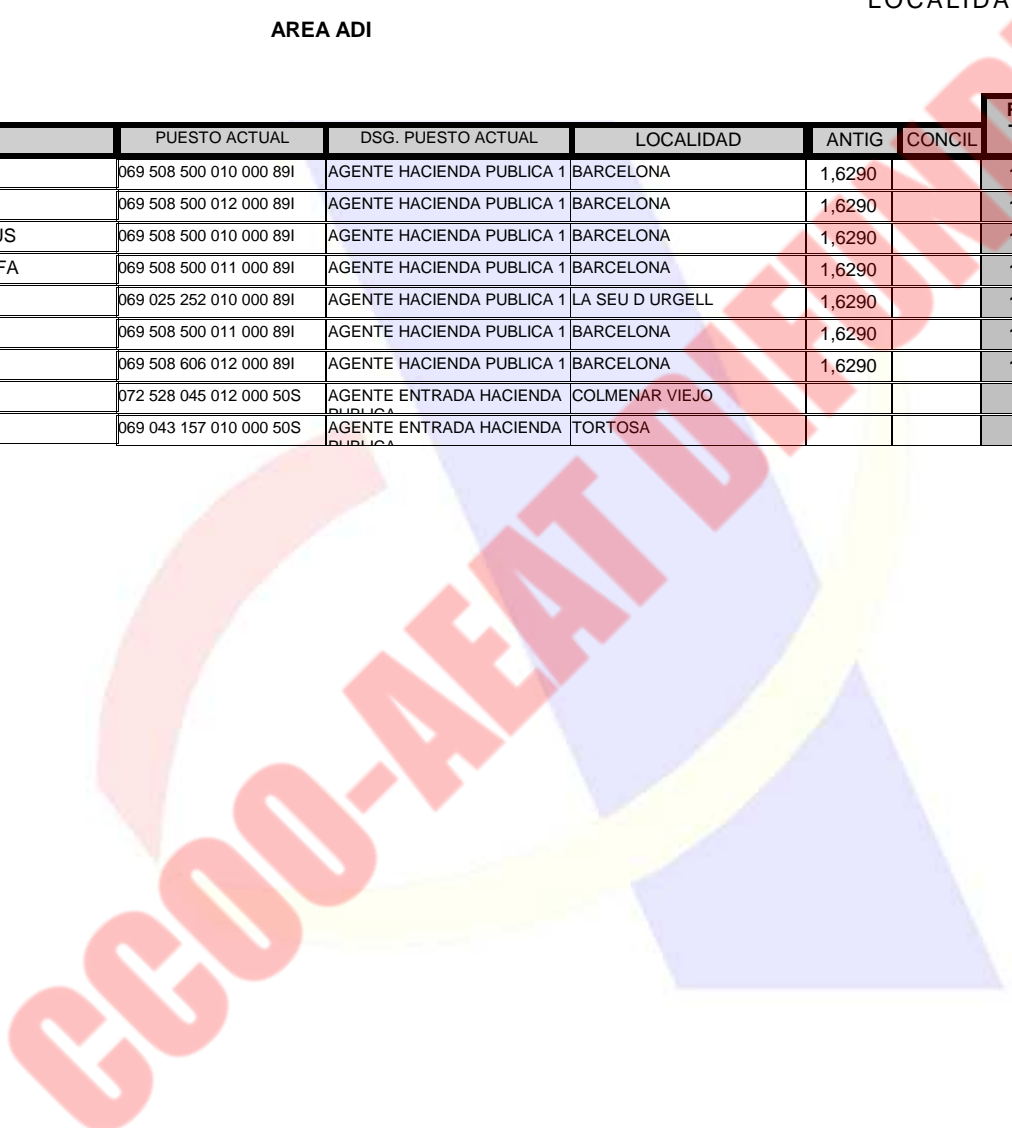 LOCALIDA
AREA ADI
PUESTO ACTUAL DSG. PUESTO ACTUAL LOCALIDAD ANTIG CONCIL
069 508 500 010 000 89I AGENTE HACIENDA PUBLICA 1 BARCELONA 1,6290
069 508 500 012 000 89I AGENTE HACIENDA PUBLICA 1 BARCELONA 1,6290
US 069 508 500 010 000 89I AGENTE HACIENDA PUBLICA 1 BARCELONA 1,6290
FA 069 508 500 011 000 89I AGENTE HACIENDA PUBLICA 1 BARCELONA 1,6290
069 025 252 010 000 89I AGENTE HACIENDA PUBLICA 1 LA SEU D URGELL 1,6290
069 508 500 011 000 89I AGENTE HACIENDA PUBLICA 1 BARCELONA 1,6290
069 508 606 012 000 89I AGENTE HACIENDA PUBLICA 1 BARCELONA 1,6290
072 528 045 012 000 50S AGENTE ENTRADA HACIENDA COLMENAR VIEJO
PUBLICA
069 043 157 010 000 50S AGENTE ENTRADA HACIENDA TORTOSA
PUBLICA
CCOO-AEAT DIFUND